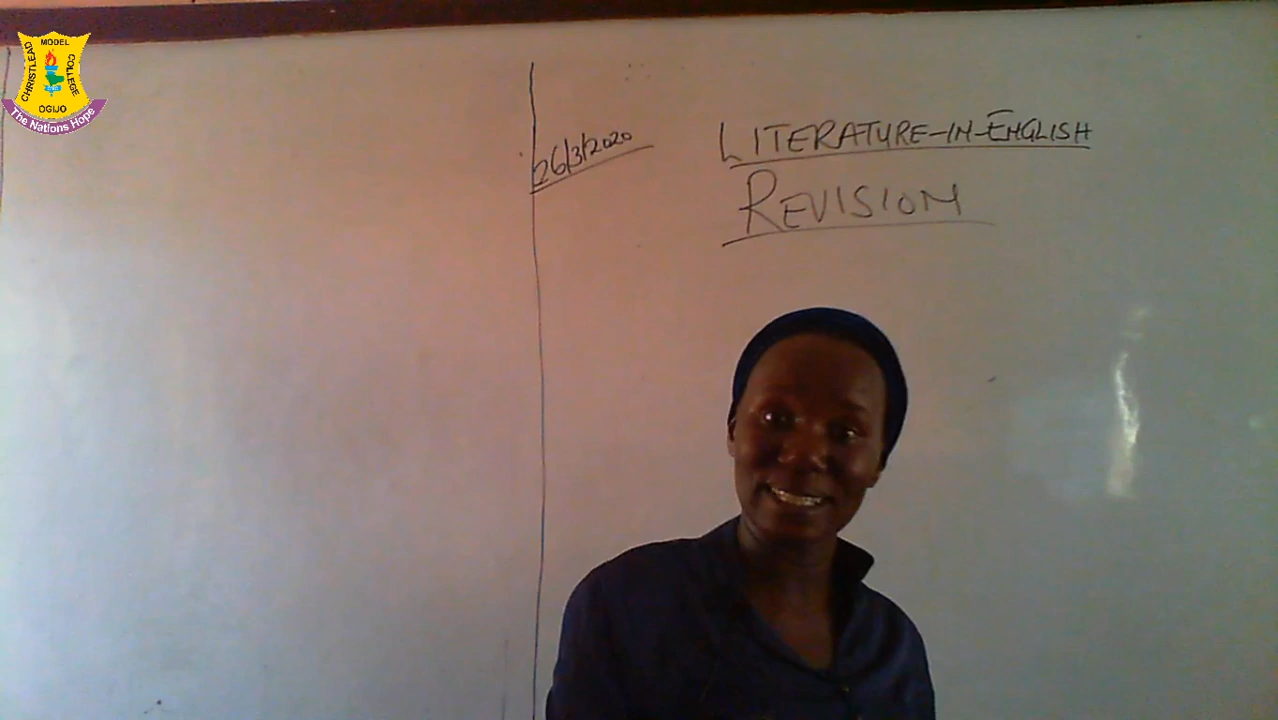 MODEL
CHRISTLEAD
COLLEGE
OGIJO
The Nations Hope
26/3/2020
LITERATURE-IN-ENGLISH
REVISION